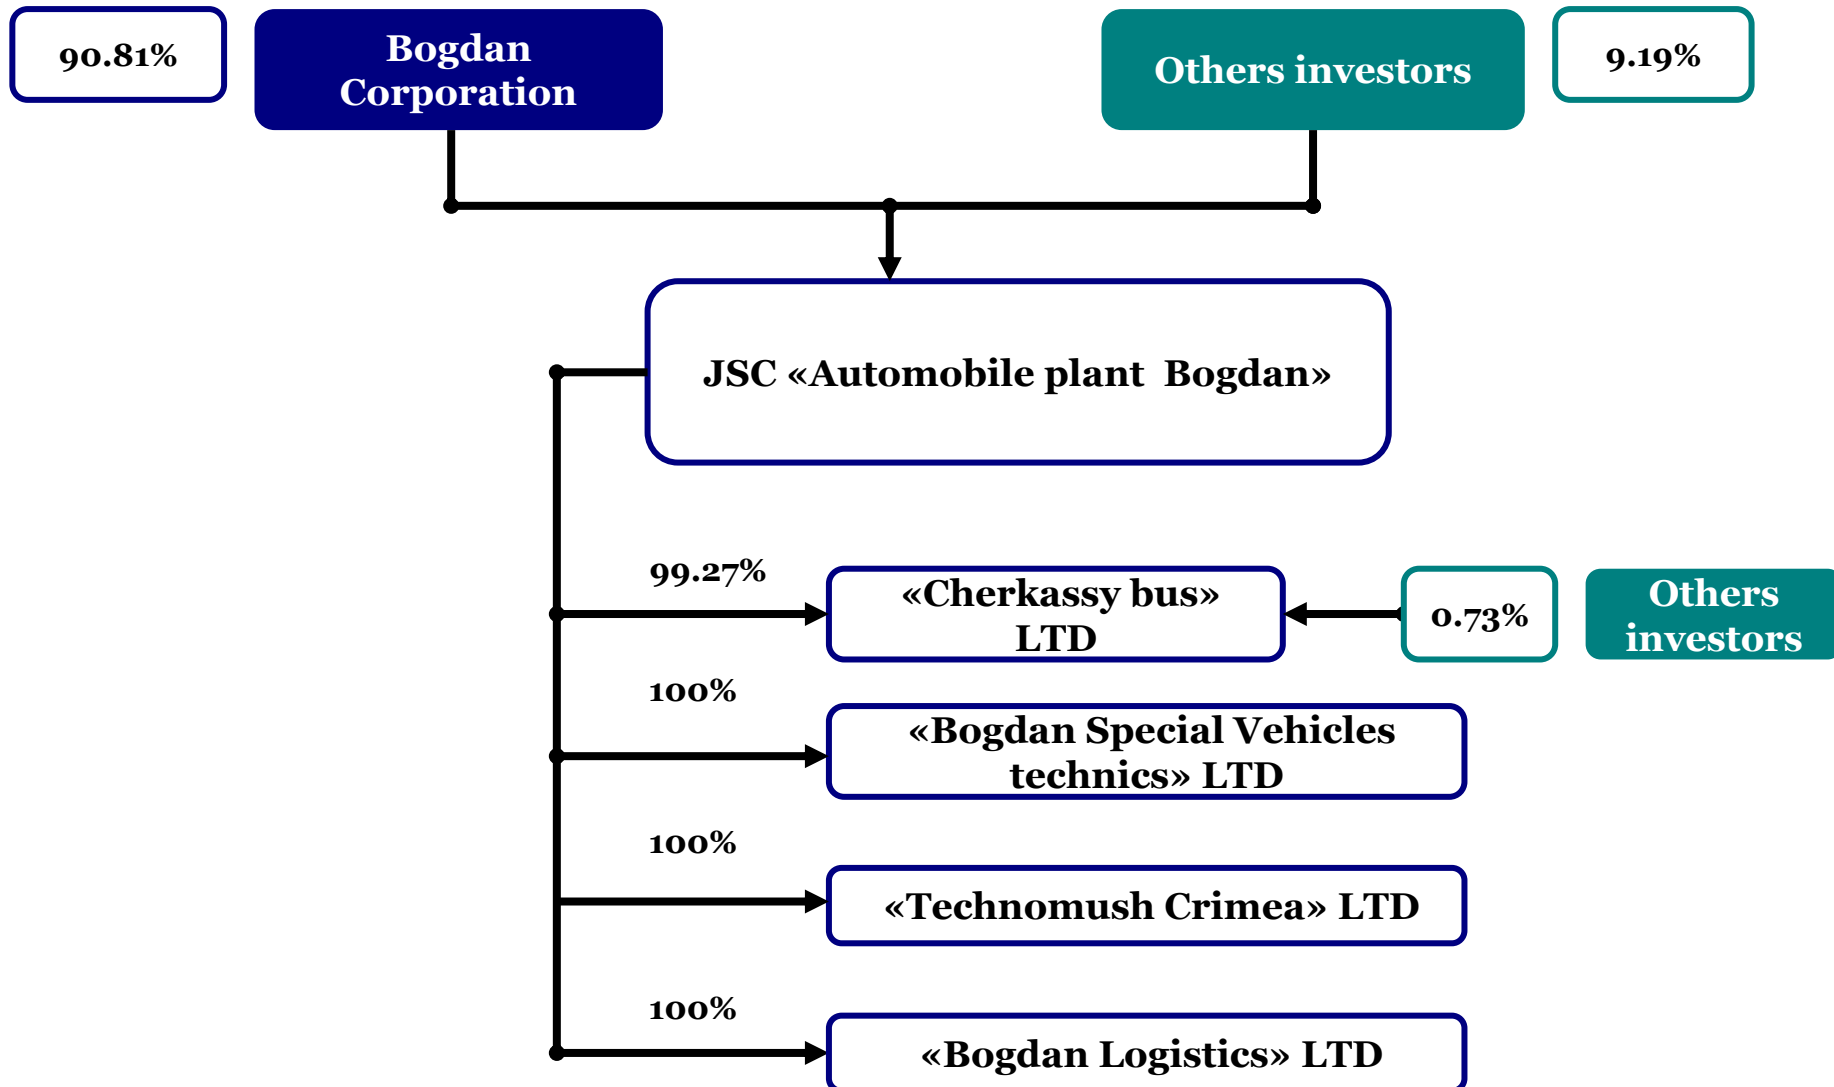 90.81%
Bogdan
Corporation
Others investors
9.19%
JSC «Automobile plant  Bogdan»
99.27%
«Cherkassy bus»
LTD
0.73%
Others
investors
100%
«Bogdan Special Vehicles
technics» LTD
100%
«Technomush Crimea» LTD
100%
«Bogdan Logistics» LTD